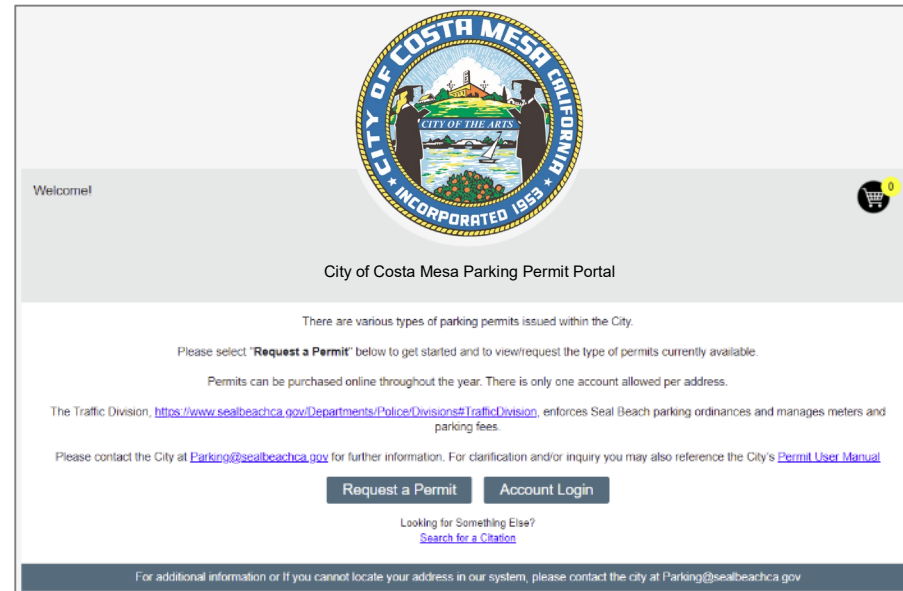 CITY OF COSTA MESA CALIFORNIA
CITY OF THE ARTS
* INCORPORATED 1953 *
Welcome!
0
City of Costa Mesa Parking Permit Portal
There are various types of parking permits issued within the City.
Please select "Request a Permit" below to get started and to view/request the type of permits currently available.
Permits can be purchased online throughout the year. There is only one account allowed per address.
The Traffic Division, https://www.sealbeachca.gov/Departments/Police/Divisions#TrafficDivision, enforces Seal Beach parking ordinances and manages meters and
parking fees.
Please contact the City at Parking@sealbeachca.gov for further information. For clarification and/or inquiry you may also reference the City's Permit User Manual
Request a Permit Account Login
Looking for Something Else?
Search for a Citation
For additional information or If you cannot locate your address in our system, please contact the city at Parking@sealbeachca.gov